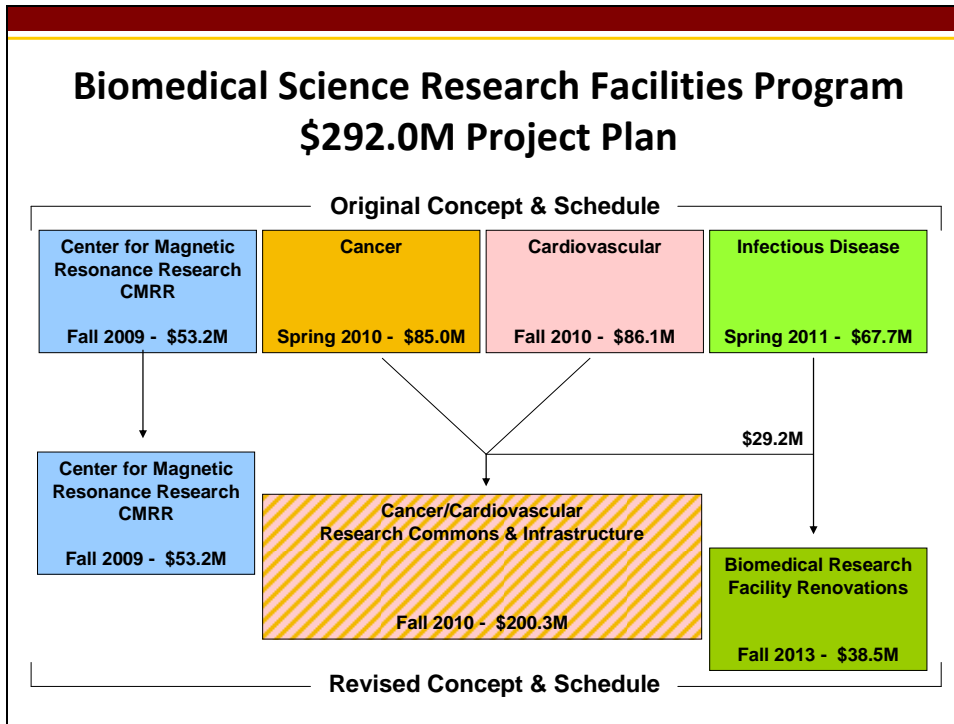 Biomedical Science Research Facilities Program
$292.0M Project Plan
Original Concept & Schedule
Center for Magnetic
Resonance Research
CMRR
Fall 2009 - $53.2M
Cancer
Spring 2010 - $85.0M
Cardiovascular
Fall 2010 - $86.1M
Infectious Disease
Spring 2011 - $67.7M
$29.2M
Center for Magnetic
Resonance Research
CMRR
Fall 2009 - $53.2M
Cancer/Cardiovascular
Research Commons & Infrastructure
Fall 2010 - $200.3M
Biomedical Research
Facility Renovations
Fall 2013 - $38.5M
Revised Concept & Schedule